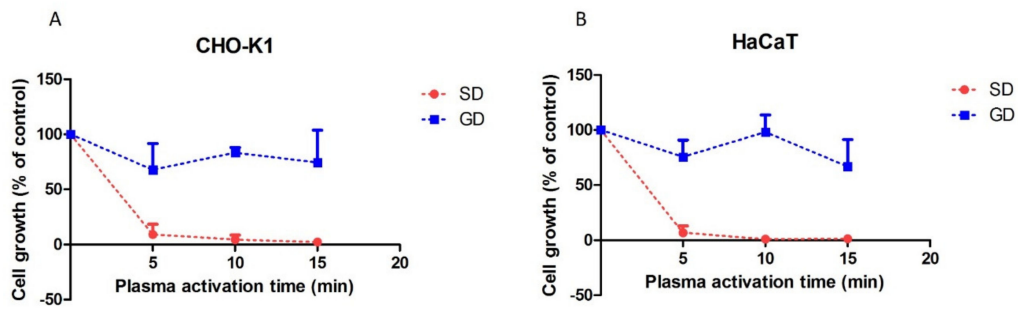 A
CHO-K1
Cell growth (% of control)
150
100
50
0
-50
5
10
15
20
Plasma activation time (min)
SD
GD
B
HaCaT
Cell growth (% of control)
150
100
50
0
-50
5
10
15
20
Plasma activation time (min)
SD
GD